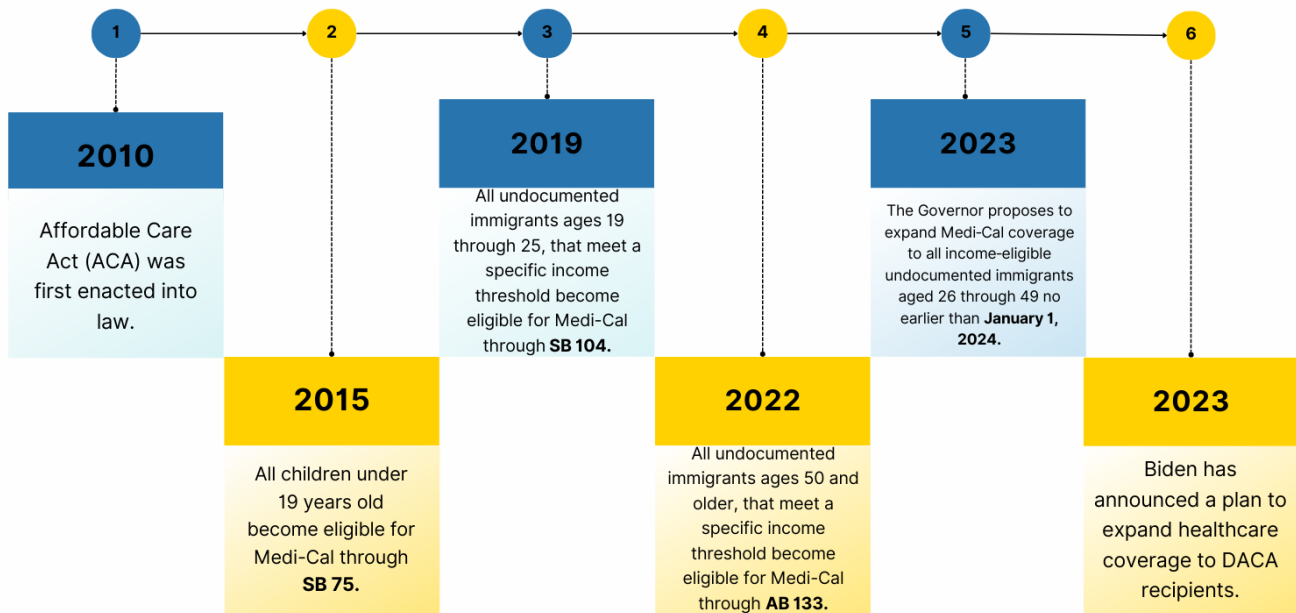 1
2
3
4
5
6
2010
Affordable Care
Act (ACA) was
first enacted into
law.
2015
All children under
19 years old
become eligible for
Medi-Cal through
SB 75.
2019
All undocumented
immigrants ages 19
through 25, that meet a
specific income
threshold become
eligible for Medi-Cal
through SB 104.
2022
All undocumented
immigrants ages 50 and
older, that meet a
specific income
threshold become
eligible for Medi-Cal
through AB 133.
2023
The Governor proposes to
expand Medi-Cal coverage
to all income-eligible
undocumented immigrants
aged 26 through 49 no
earlier than January 1,
2024.
2023
Biden has
announced a plan to
expand healthcare
coverage to DACA
recipients.